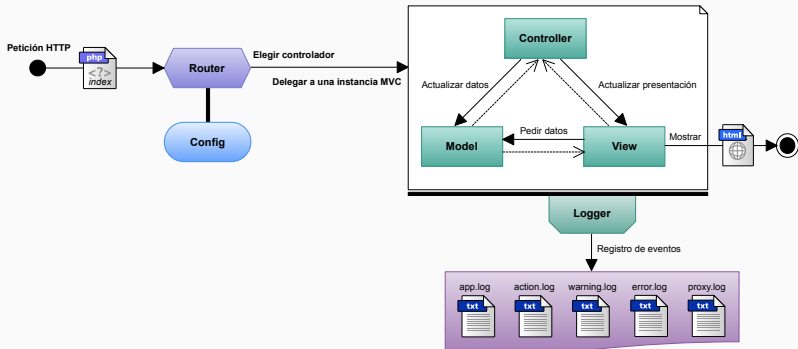 Petición HTTP
php
<?>
index
Router
Config
Elegir controlador
Delegar a una instancia MVC
Controller
Actualizar datos
Actualizar presentación
Pedir datos
Model
View
Mostrar
html
Logger
Registro de eventos
app.log
action.log
warning.log
error.log
proxy.log
txt
txt
txt
txt
txt